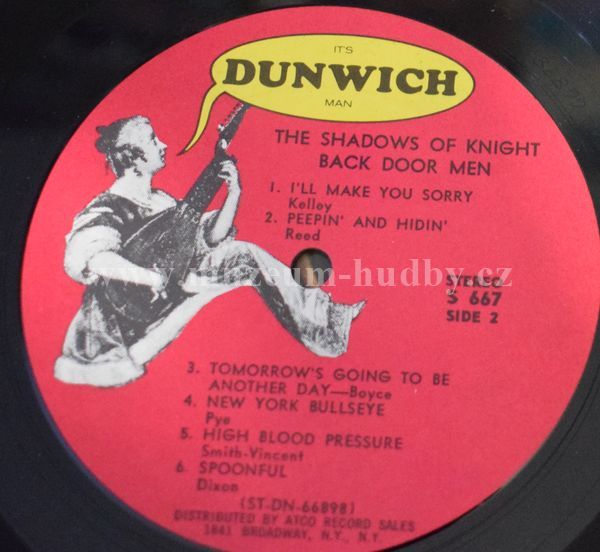 IT'S
DUNWICH
MAN
THE SHADOWS OF KNIGHT
BACK DOOR MEN
1. I'LL MAKE YOU SORRY
Kelley
2. PEEPIN' AND HIDIN'
Reed
www.muzeum-hudby.cz
STEREO
S 667
SIDE 2
3. TOMORROW'S GOING TO BE
ANOTHER DAY—Boyce
4. NEW YORK BULLSEYE
Pye
5. HIGH BLOOD PRESSURE
Smith-Vincent
6. SPOONFUL
Dixon
(ST-DN-66898)
DISTRIBUTED BY ATCO RECORD SALES
1841 BROADWAY, N.Y., N.Y.